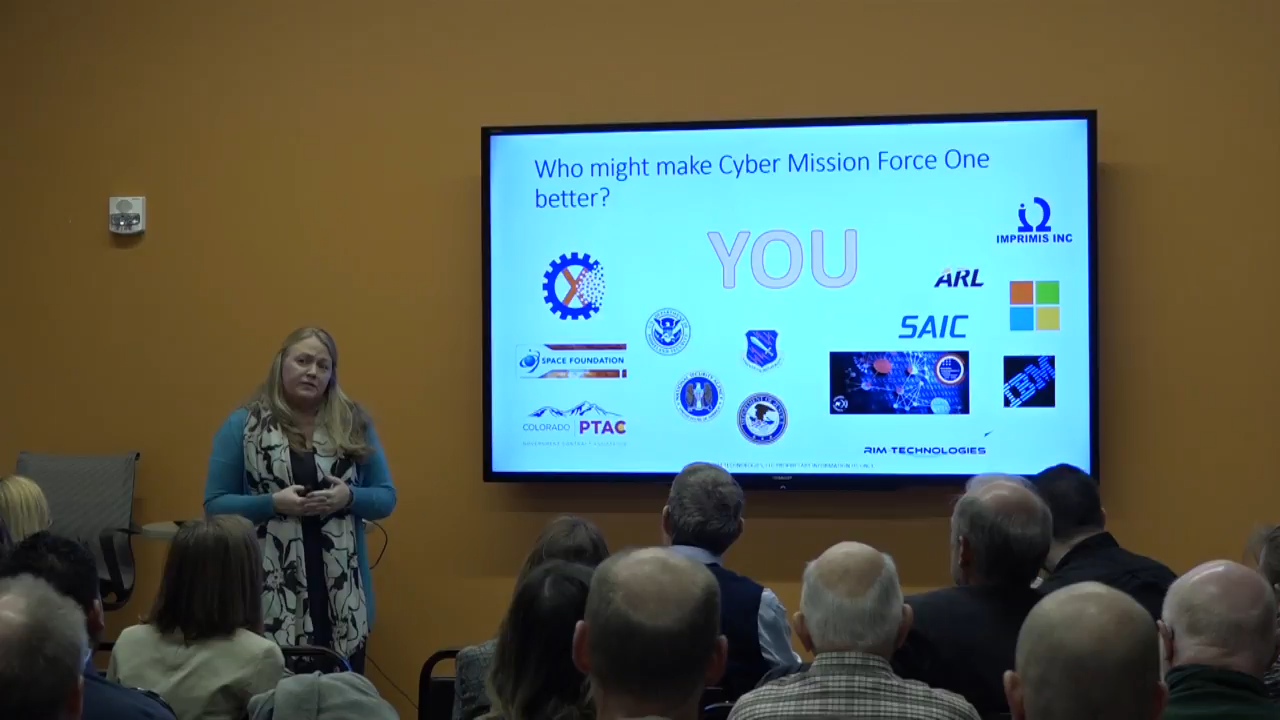 Who might make Cyber Mission Force One
better?
YOU
IMPRIMIS INC
ARL
SAIC
SPACE FOUNDATION
IBM
COLORADO PTAC
RIM TECHNOLOGIES